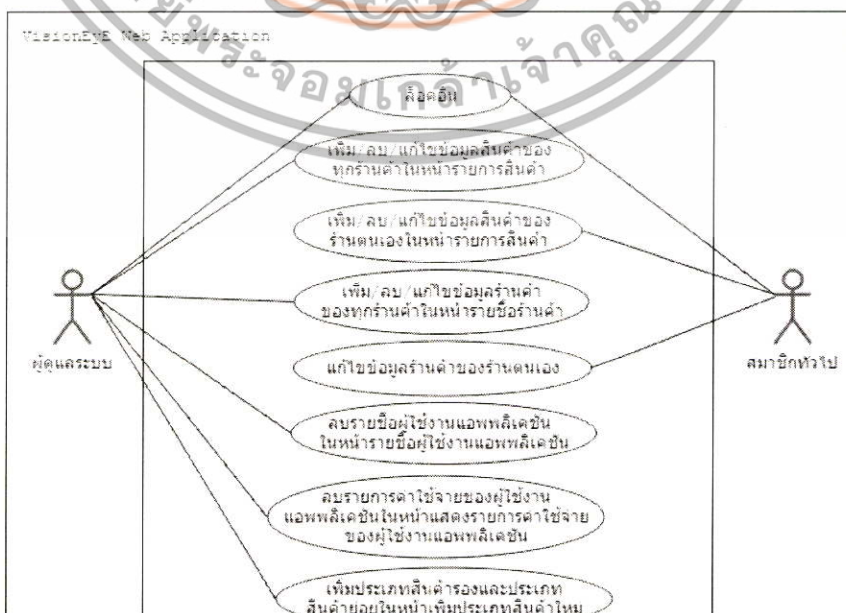 VisionEyE Web Application
ล็อคอิน
เพิ่ม/ลบ/แก้ไขข้อมูลสินค้าของ
ทุกร้านค้าในหน้ารายการสินค้า
เพิ่ม/ลบ/แก้ไขข้อมูลสินค้าของ
ร้านตนเองในหน้ารายการสินค้า
เพิ่ม/ลบ/แก้ไขข้อมูลร้านค้า
ของทุกร้านค้าในหน้ารายชื่อร้านค้า
ผู้ดูแลระบบ
แก้ไขข้อมูลร้านค้าของร้านตนเอง
สมาชิกทั่วไป
ลบรายชื่อผู้ใช้งานแอพพลิเคชัน
ในหน้ารายชื่อผู้ใช้งานแอพพลิเคชัน
ลบรายการค่าใช้จ่ายของผู้ใช้งาน
แอพพลิเคชันในหน้าแสดงรายการค่าใช้จ่าย
ของผู้ใช้งานแอพพลิเคชัน
เพิ่มประเภทสินค้ารองและประเภท
สินค้าย่อยในหน้าเพิ่มประเภทสินค้าใหม่
พระจอมเกล้าเจ้าคุณ